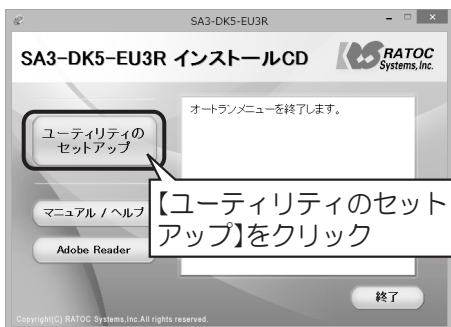 SA3-DK5-EU3R
SA3-DK5-EU3R インストールCD
RATOC
Systems, Inc.
オートランメニューを終了します。
ユーティリティの
セットアップ
【ユーティリティのセット
アップ】をクリック
マニュアル / ヘルプ
Adobe Reader
終了
Copyright(C) RATOC Systems,Inc.All rights reserved.